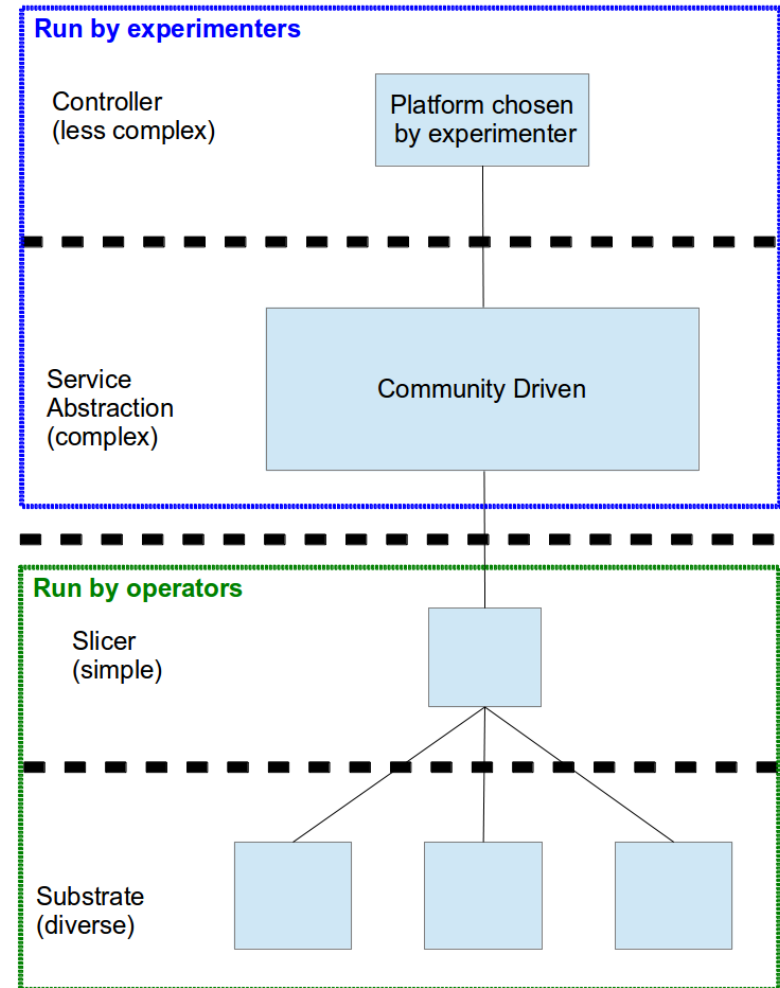 Run by experimenters
Controller
(less complex)
Platform chosen
by experimenter
Service
Abstraction
(complex)
Community Driven
Run by operators
Slicer
(simple)
Substrate
(diverse)